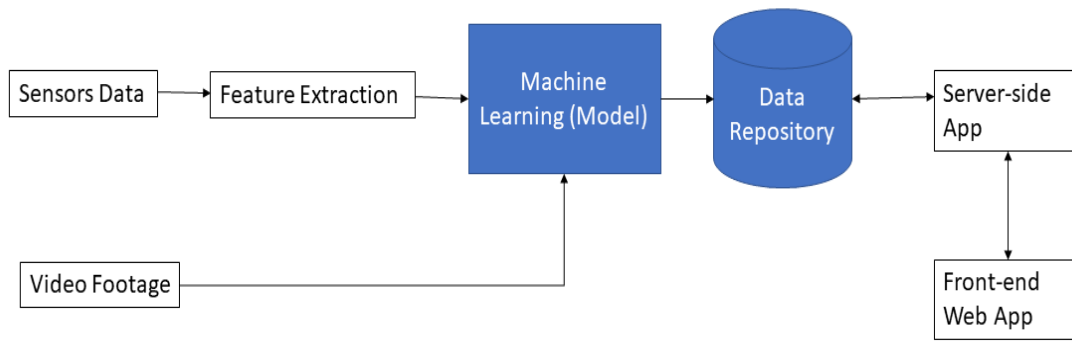 Sensors Data
Feature Extraction
Machine
Learning (Model)
Data
Repository
Server-side
App
Video Footage
Front-end
Web App